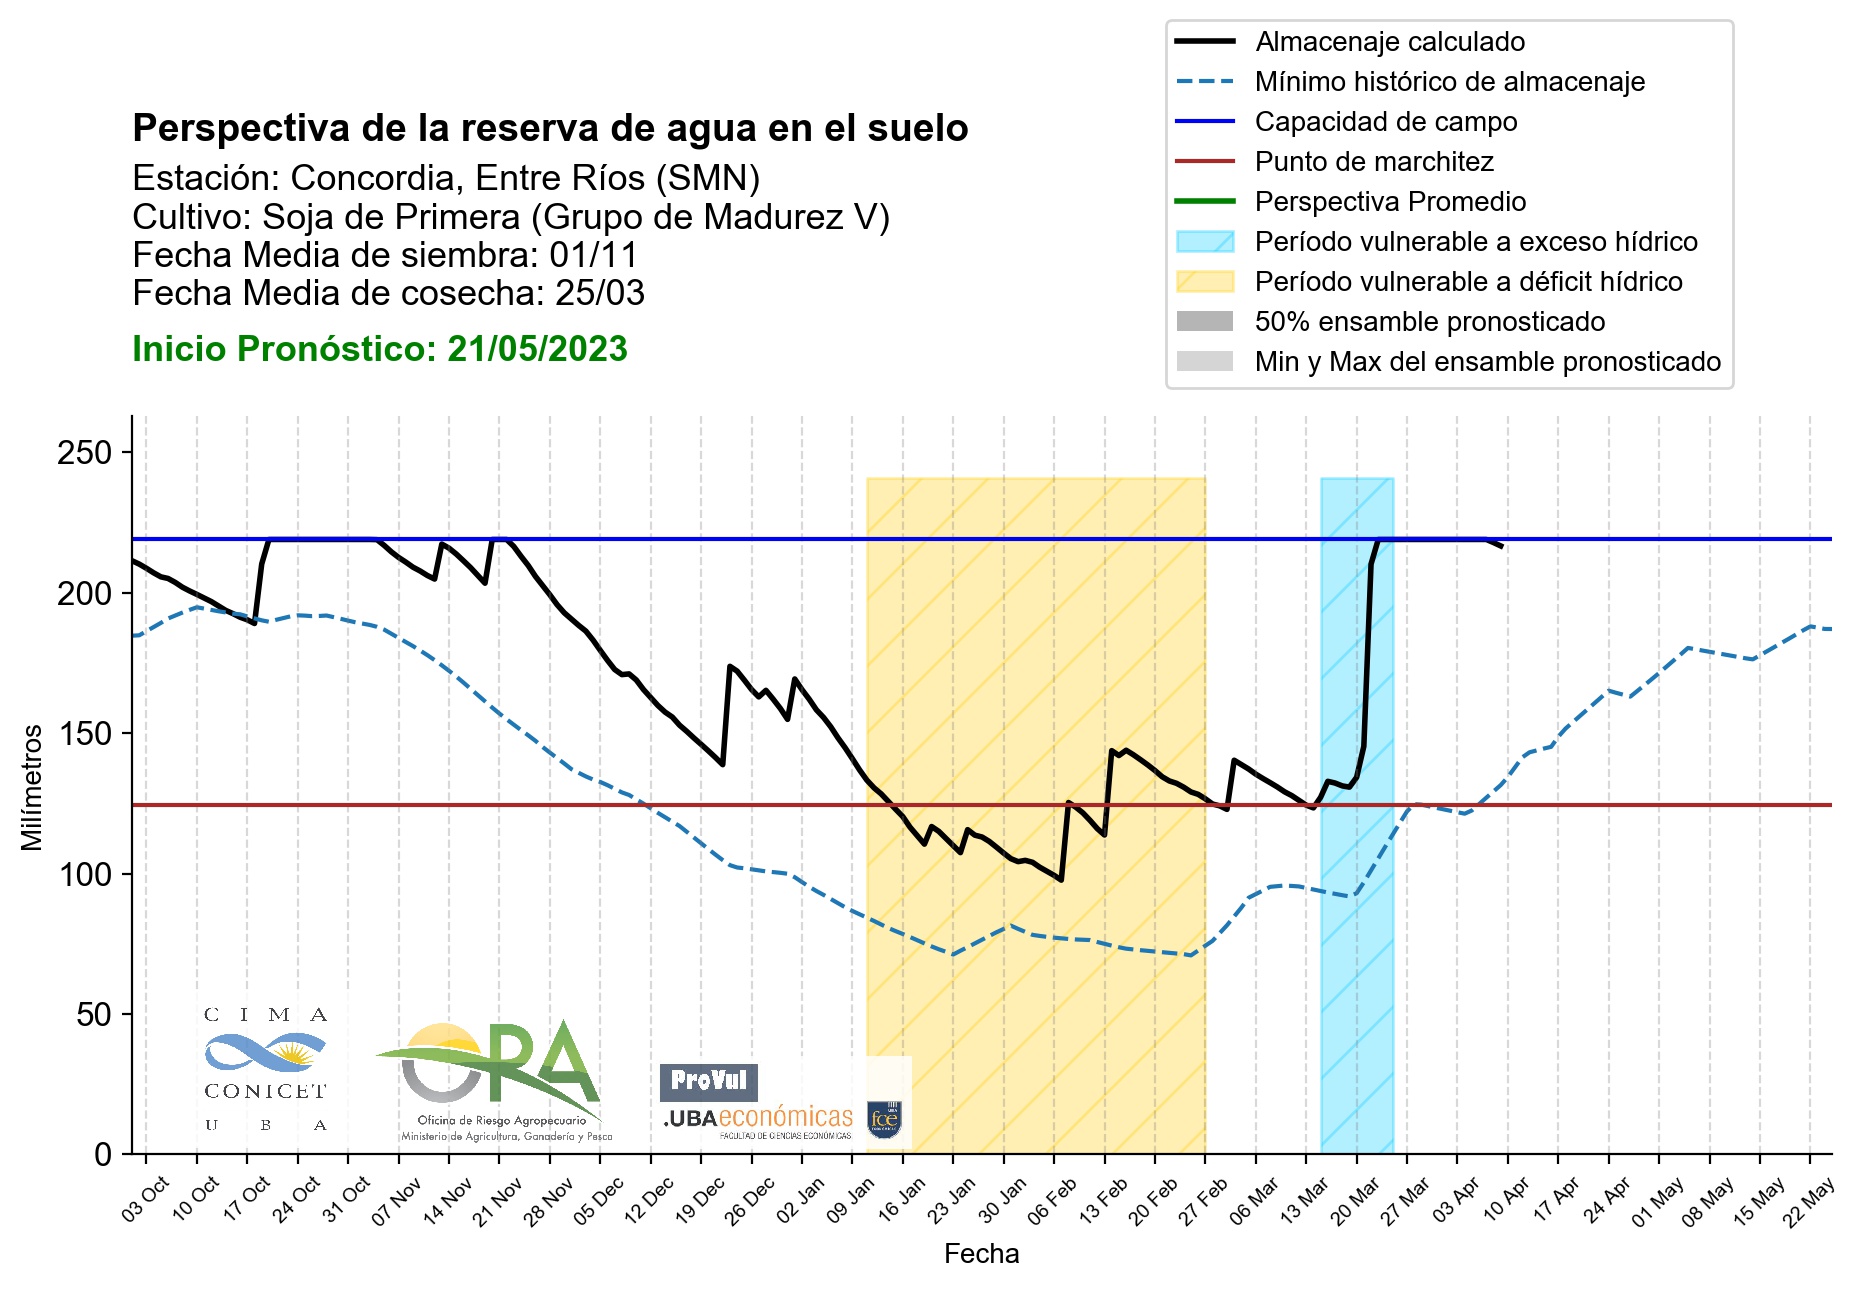 Almacenaje calculado
Mínimo histórico de almacenaje
Capacidad de campo
Punto de marchitez
Perspectiva Promedio
Período vulnerable a exceso hídrico
Período vulnerable a déficit hídrico
50% ensamble pronosticado
Min y Max del ensamble pronosticado
Perspectiva de la reserva de agua en el suelo
Estación: Concordia, Entre Ríos (SMN)
Cultivo: Soja de Primera (Grupo de Madurez V)
Fecha Media de siembra: 01/11
Fecha Media de cosecha: 25/03
Inicio Pronóstico: 21/05/2023
250
200
150
100
50
0
Milímetros
CIMA
CONICET
UBA
ORA
Oficina de Riesgo Agropecuario
Ministerio de Agricultura, Ganadería y Pesca
ProVul
.UBAeconómicas
FACULTAD DE CIENCIAS ECONÓMICAS
UBA
fce
ECONÓMICAS
03 Oct
10 Oct
17 Oct
24 Oct
31 Oct
07 Nov
14 Nov
21 Nov
28 Nov
05 Dec
12 Dec
19 Dec
26 Dec
02 Jan
09 Jan
16 Jan
23 Jan
30 Jan
06 Feb
13 Feb
20 Feb
27 Feb
06 Mar
13 Mar
20 Mar
27 Mar
03 Apr
10 Apr
17 Apr
24 Apr
01 May
08 May
15 May
22 May
Fecha